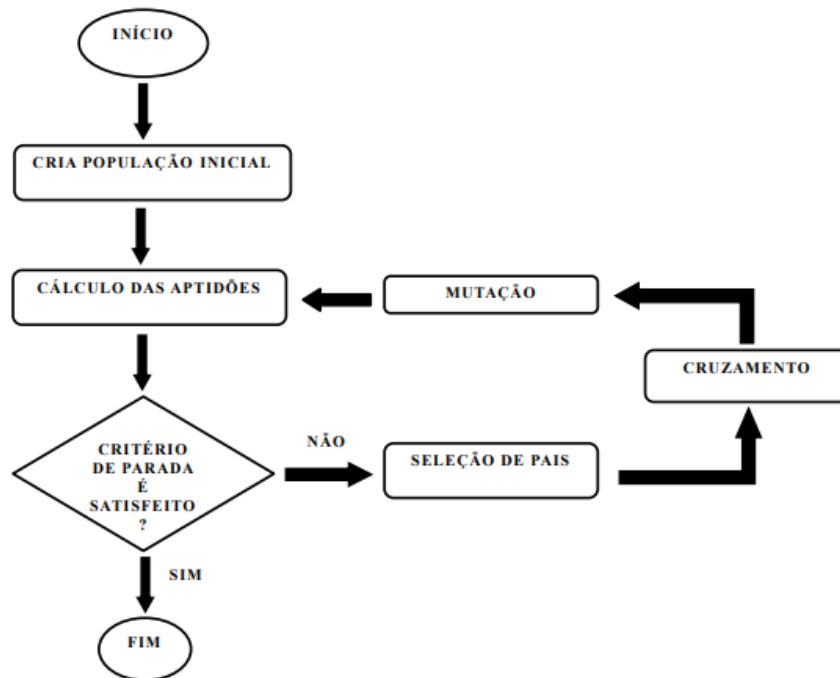 INÍCIO
CRIA POPULAÇÃO INICIAL
CÁLCULO DAS APTIDÕES
MUTAÇÃO
CRUZAMENTO
CRITÉRIO
DE PARADA
É
SATISFEITO
?
NÃO
SELEÇÃO DE PAIS
SIM
FIM